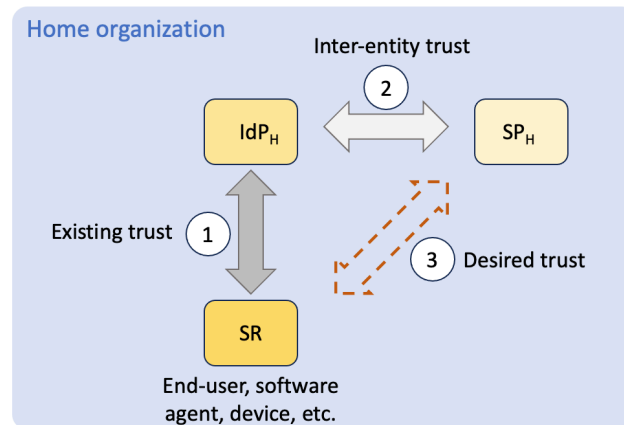 Home organization
Inter-entity trust
2
IdPH
SPH
Existing trust
1
3
Desired trust
SR
End-user, software
agent, device, etc.